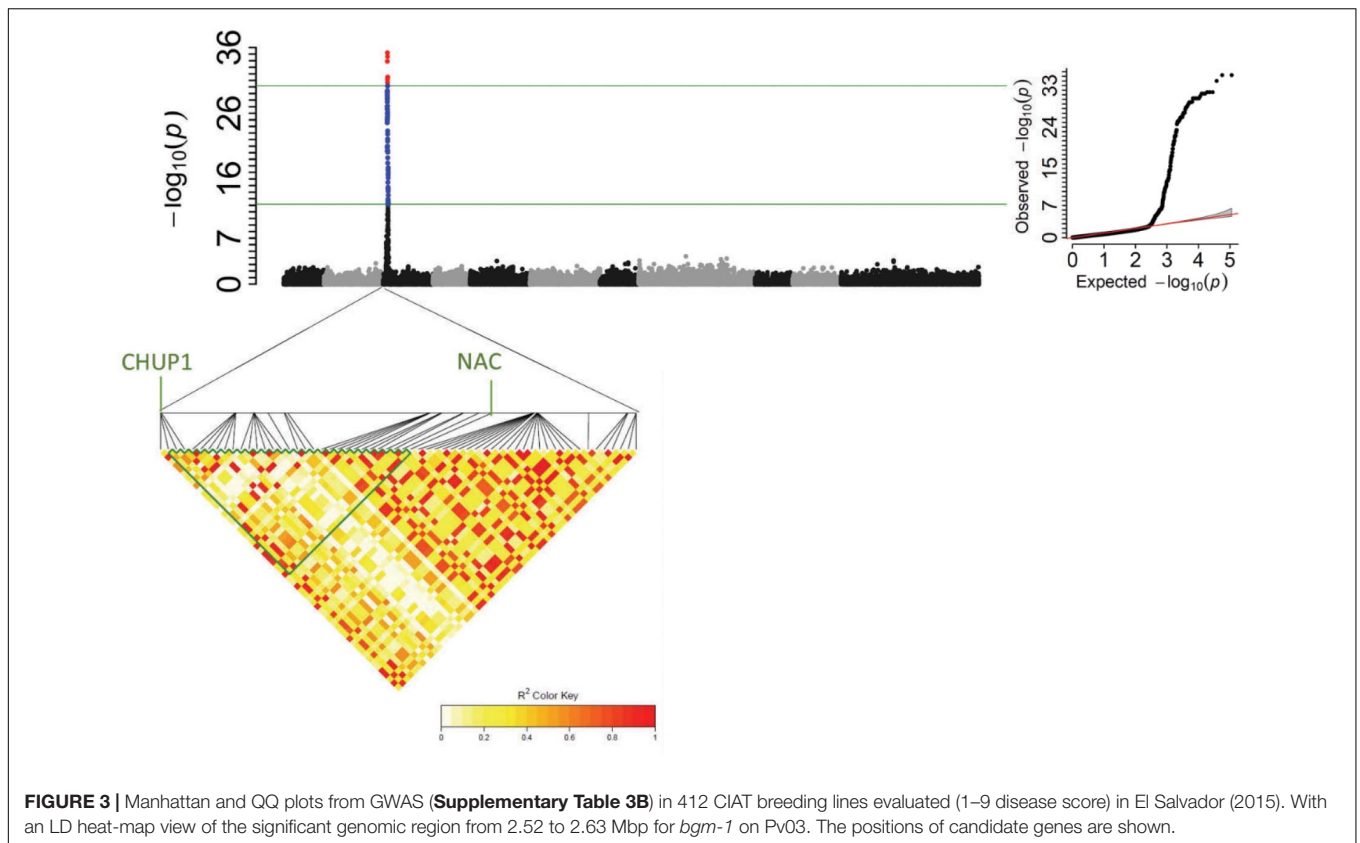 36
26
16
7
0
−log₁₀(p)
33
24
15
7
0
Observed −log₁₀(p)
0 1 2 3 4 5
Expected −log₁₀(p)
CHUP1
NAC
R² Color Key
0 0.2 0.4 0.6 0.8 1
FIGURE 3 | Manhattan and QQ plots from GWAS (Supplementary Table 3B) in 412 CIAT breeding lines evaluated (1–9 disease score) in El Salvador (2015). With
an LD heat-map view of the significant genomic region from 2.52 to 2.63 Mbp for bgm-1 on Pv03. The positions of candidate genes are shown.